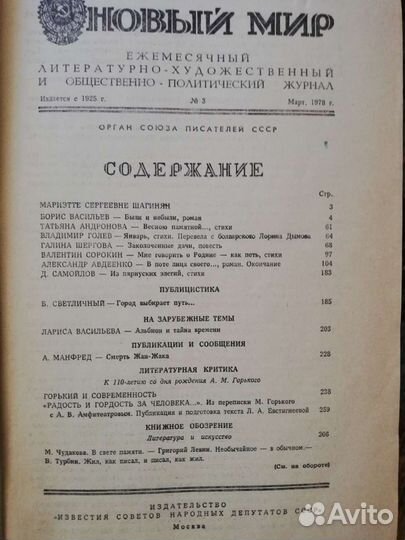 НОВЫЙ МИР
ЕЖЕМЕСЯЧНЫЙ
ЛИТЕРАТУРНО-ХУДОЖЕСТВЕННЫЙ
И ОБЩЕСТВЕННО-ПОЛИТИЧЕСКИЙ ЖУРНАЛ
Издается с 1925 г. № 3 Март, 1978 г.
ОРГАН СОЮЗА ПИСАТЕЛЕЙ СССР
СОДЕРЖАНИЕ
Стр.
МАРИЭТТЕ СЕРГЕЕВНЕ ШАГИНЯН 3
БОРИС ВАСИЛЬЕВ — Были и небыли, роман 4
ТАТЬЯНА АНДРОНОВА — Весною памятной..., стихи 61
ВЛАДИМИР ГОЛЕВ — Январь, стихи. Перевела с болгарского Лорина Дымова 64
ГАЛИНА ШЕРГОВА — Заколоченные дачи, повесть 68
ВАЛЕНТИН СОРОКИН — Мне говорить о Родине — как петь, стихи 97
АЛЕКСАНДР АВДЕЕНКО — В поте лица своего..., роман. Окончание 104
Д. САМОЙЛОВ — Из пярнуских элегий, стихи 183
ПУБЛИЦИСТИКА
Б. СВЕТЛИЧНЫЙ — Город выбирает путь... 185
НА ЗАРУБЕЖНЫЕ ТЕМЫ
ЛАРИСА ВАСИЛЬЕВА — Альбион и тайна времени 203
ПУБЛИКАЦИИ И СООБЩЕНИЯ
А. МАНФРЕД — Смерть Жан-Жака 228
ЛИТЕРАТУРНАЯ КРИТИКА
К 110-летию со дня рождения А. М. Горького
ГОРЬКИЙ И СОВРЕМЕННОСТЬ 238
«РАДОСТЬ И ГОРДОСТЬ ЗА ЧЕЛОВЕКА...». Из переписки М. Горького
с А. В. Амфитеатровым. Публикация и подготовка текста Л. А. Евстигнеевой 259
КНИЖНОЕ ОБОЗРЕНИЕ
Литература и искусство 266
М. Чудакова. В свете памяти. — Григорий Левин. Необычайное — в обычном.—
В. Турбин. Жил, как писал, и писал, как жил.
(См. на обороте)
ИЗДАТЕЛЬСТВО
«ИЗВЕСТИЯ СОВЕТОВ НАРОДНЫХ ДЕПУТАТОВ СССР»
Москва
Avito